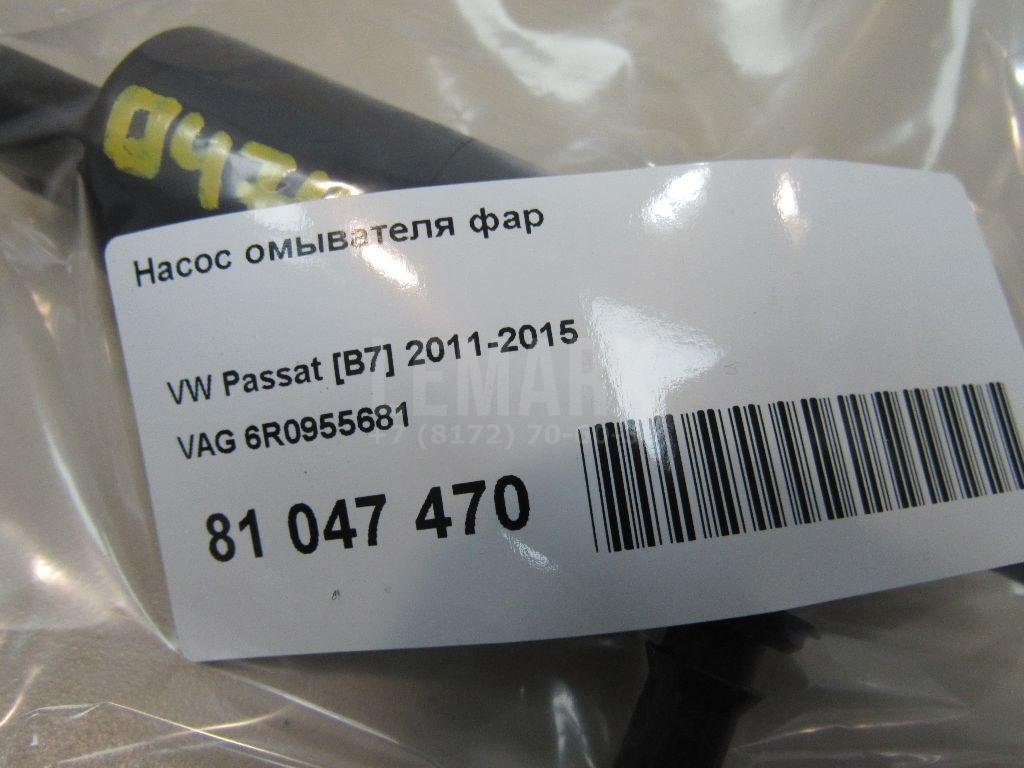 Насос омывателя фар
VW Passat [B7] 2011-2015
VAG 6R0955681
81 047 470